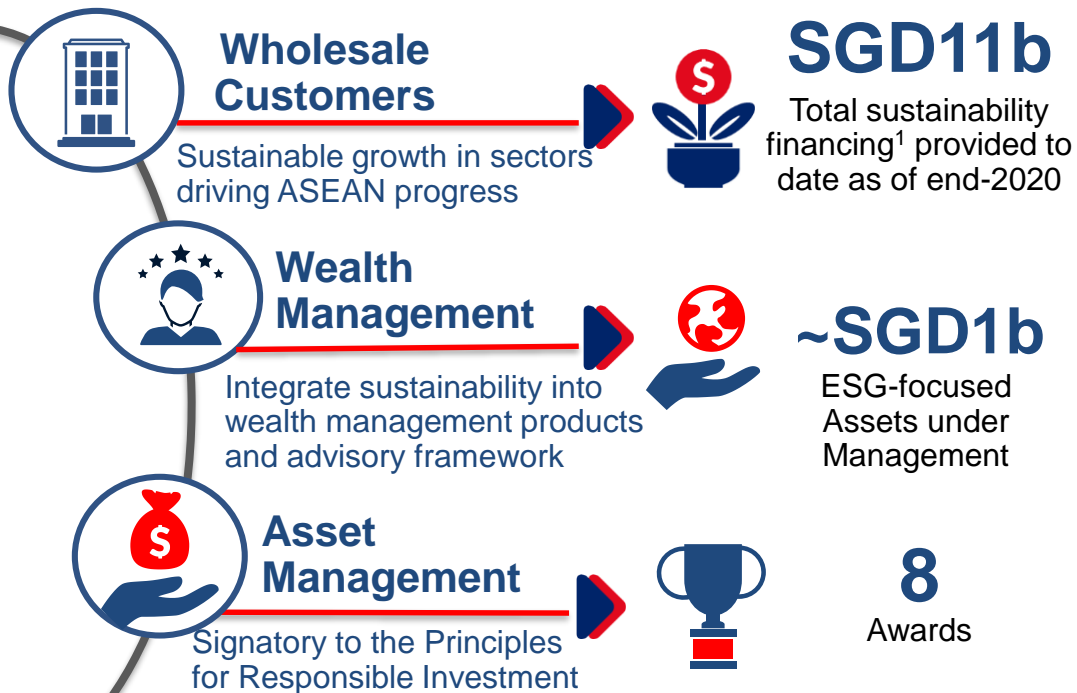 Wholesale
Customers
Sustainable growth in sectors
driving ASEAN progress
SGD11b
Total sustainability
financing¹ provided to
date as of end-2020
Wealth
Management
Integrate sustainability into
wealth management products
and advisory framework
~SGD1b
ESG-focused
Assets under
Management
Asset
Management
Signatory to the Principles
for Responsible Investment
8
Awards
$
$